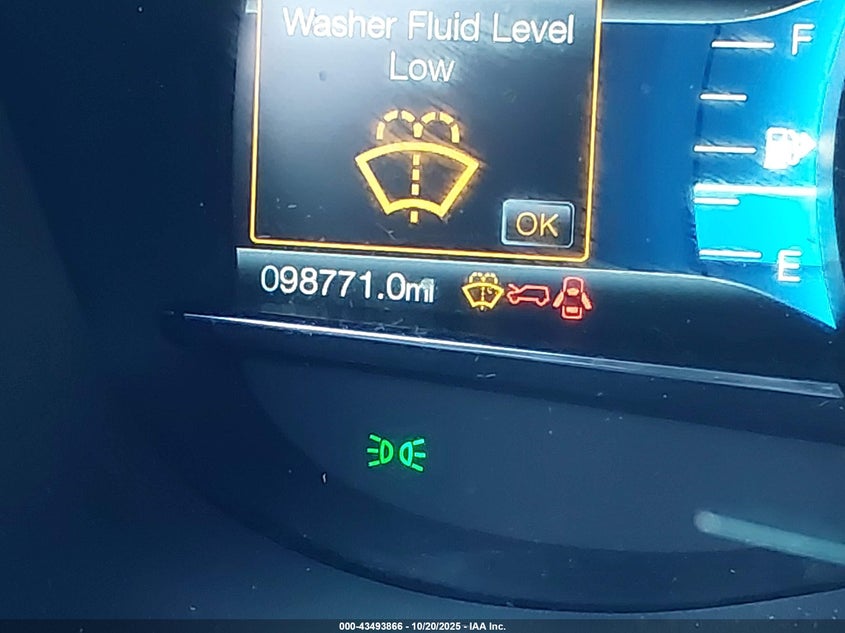 Washer Fluid Level
Low
F
OK
E
098771.0mi
000-43493866 - 10/20/2025 - IAA Inc.